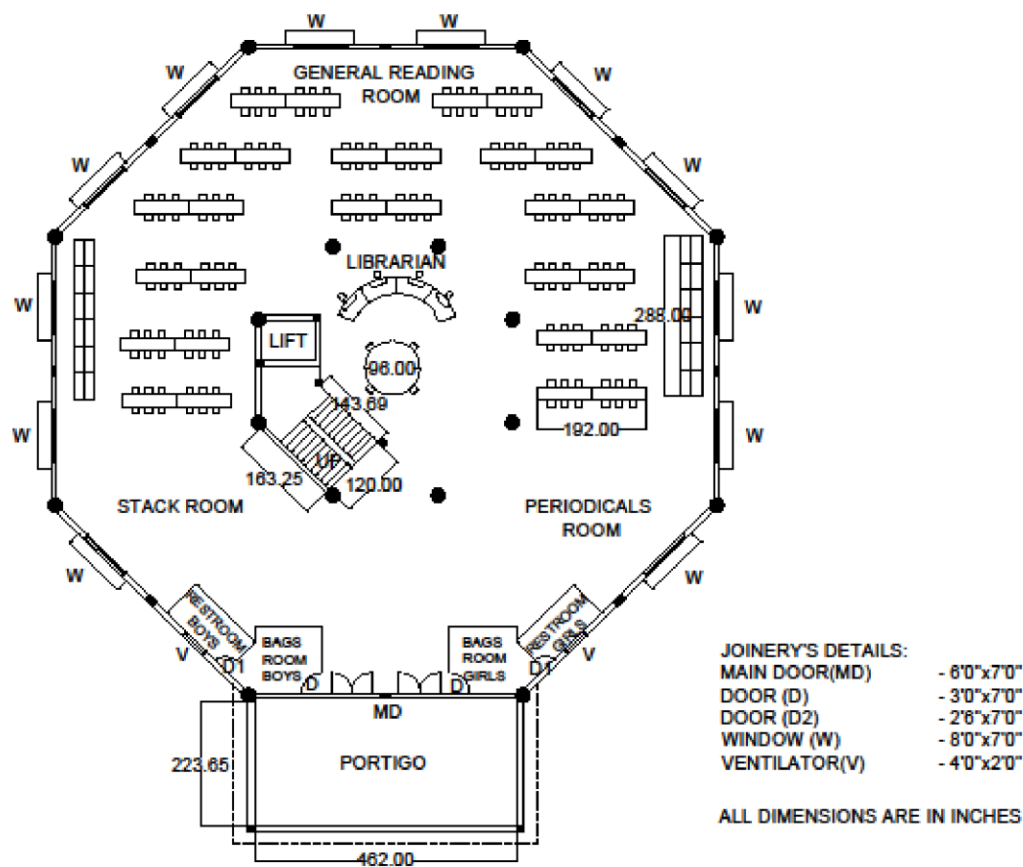 W W
GENERAL READING
ROOM
W W
W W
LIBRARIAN
W W
288.00
LIFT
96.00
143.69
192.00
W W
UP
163.25 120.00
STACK ROOM
PERIODICALS
ROOM
W W
RESTROOM
BOYS
RESTROOM
GIRLS
BAGS
ROOM
BOYS
BAGS
ROOM
GIRLS
V V
D1 D1
D D
MD
PORTIGO
223.65
462.00
JOINERY'S DETAILS:
MAIN DOOR(MD) - 6'0"x7'0"
DOOR (D) - 3'0"x7'0"
DOOR (D2) - 2'6"x7'0"
WINDOW (W) - 8'0"x7'0"
VENTILATOR(V) - 4'0"x2'0"
ALL DIMENSIONS ARE IN INCHES